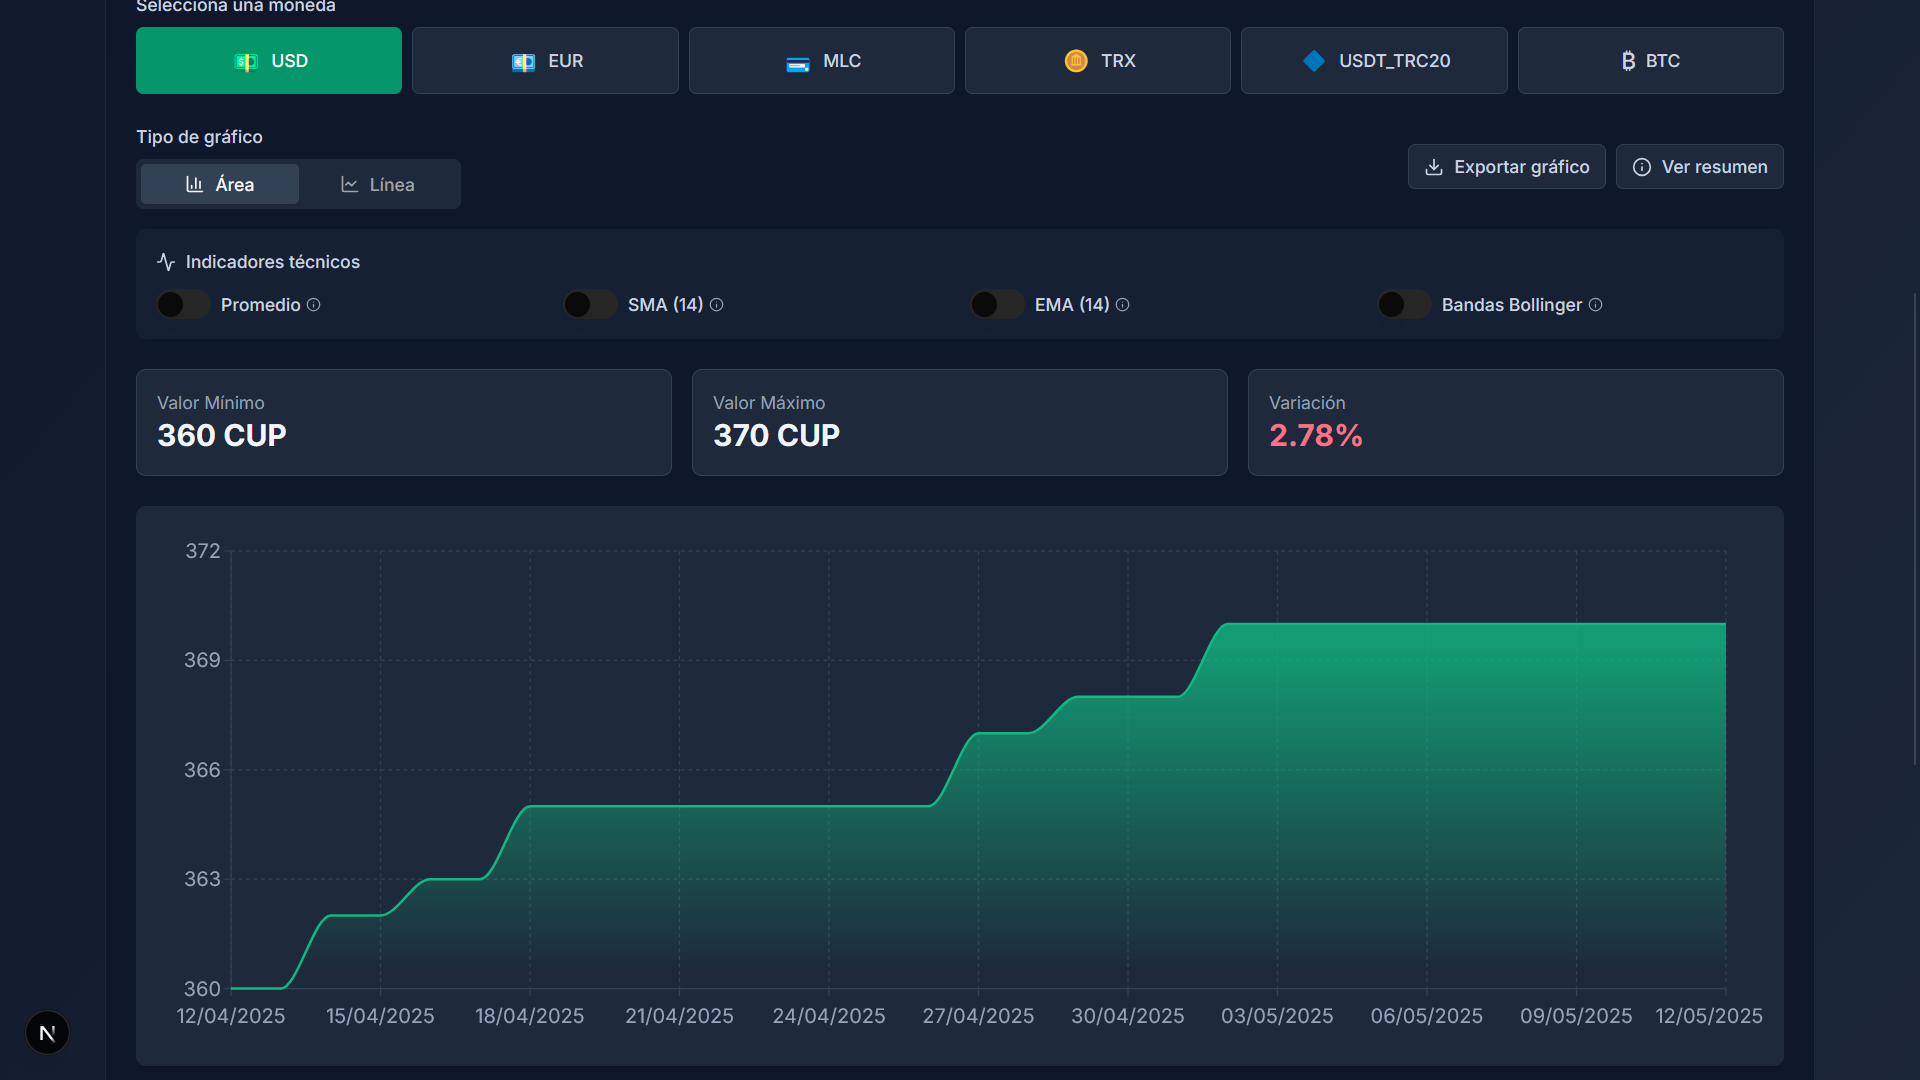 Selecciona una moneda
USD
EUR
MLC
TRX
USDT_TRC20
₿ BTC
Tipo de gráfico
Área
Línea
Exportar gráfico
Ver resumen
Indicadores técnicos
Promedio
SMA (14)
EMA (14)
Bandas Bollinger
Valor Mínimo
360 CUP
Valor Máximo
370 CUP
Variación
2.78%
372
369
366
363
360
12/04/2025
15/04/2025
18/04/2025
21/04/2025
24/04/2025
27/04/2025
30/04/2025
03/05/2025
06/05/2025
09/05/2025
12/05/2025
N